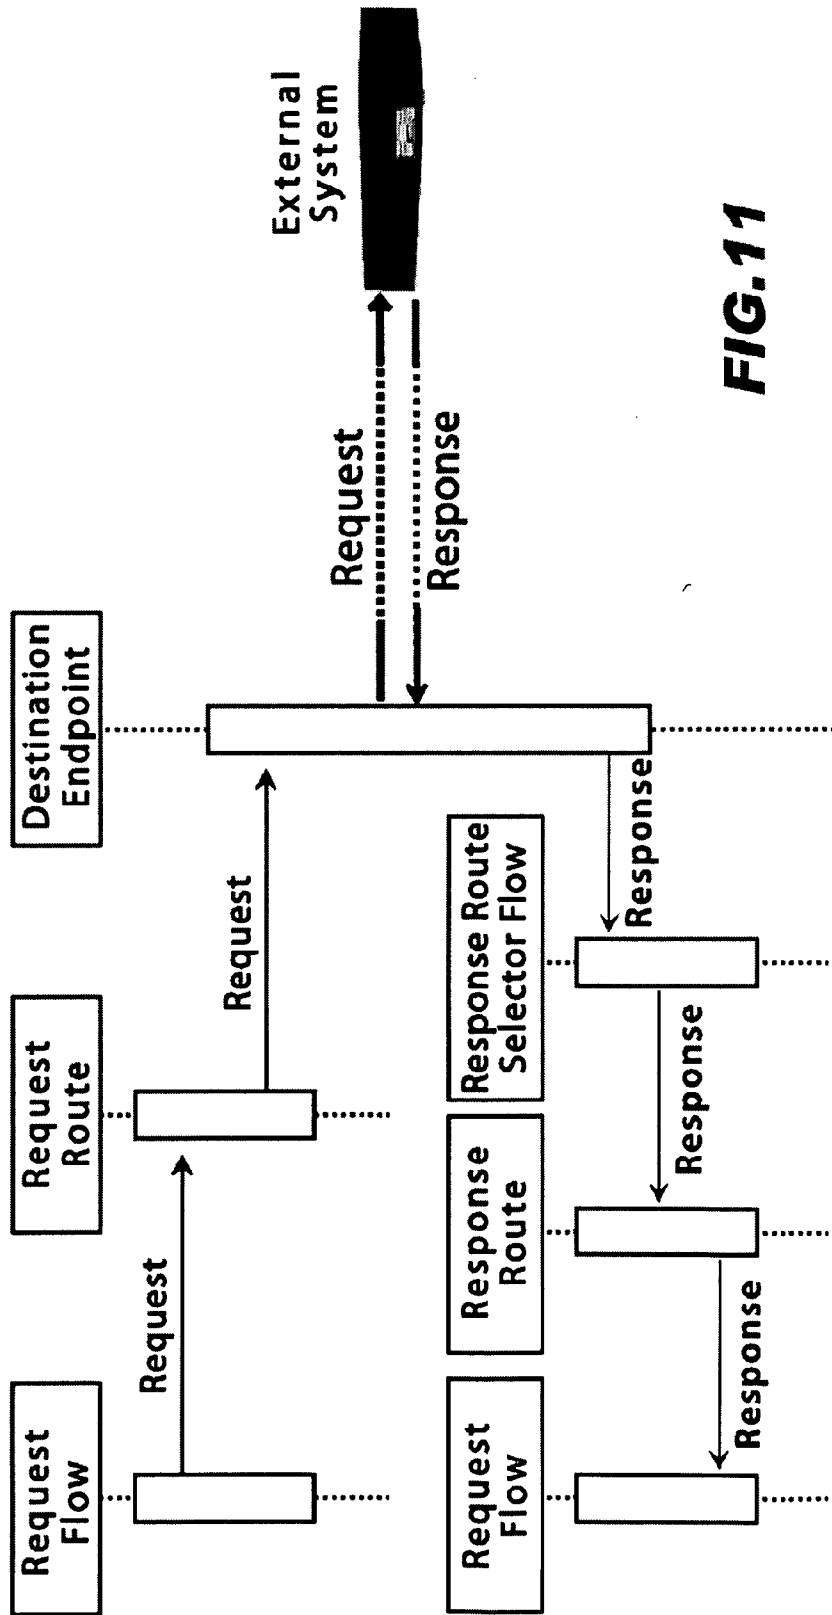 Request
Flow
Request
Route
Destination
Endpoint
External
System
Request
Request
Request
Response
Request
Flow
Response
Route
Response Route
Selector Flow
Response
Response
Response
FIG.11